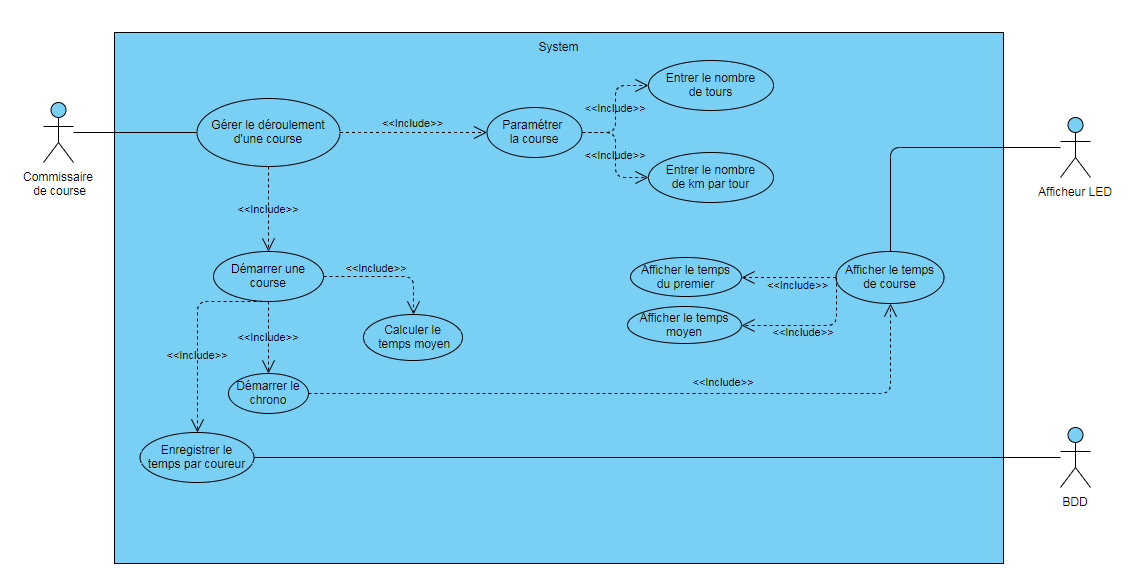 System
Entrer le nombre
de tours
<<Include>>
Gérer le déroulement
d'une course
<<Include>>
Paramétrer
la course
<<Include>>
Entrer le nombre
de km par tour
Commissaire
de course
Afficheur LED
<<Include>>
Démarrer une
course
<<Include>>
Afficher le temps
du premier
<<Include>>
Afficher le temps
de course
Afficher le temps
moyen
<<Include>>
Calculer le
temps moyen
<<Include>>
<<Include>>
Démarrer le
chrono
<<Include>>
Enregistrer le
temps par coureur
BDD